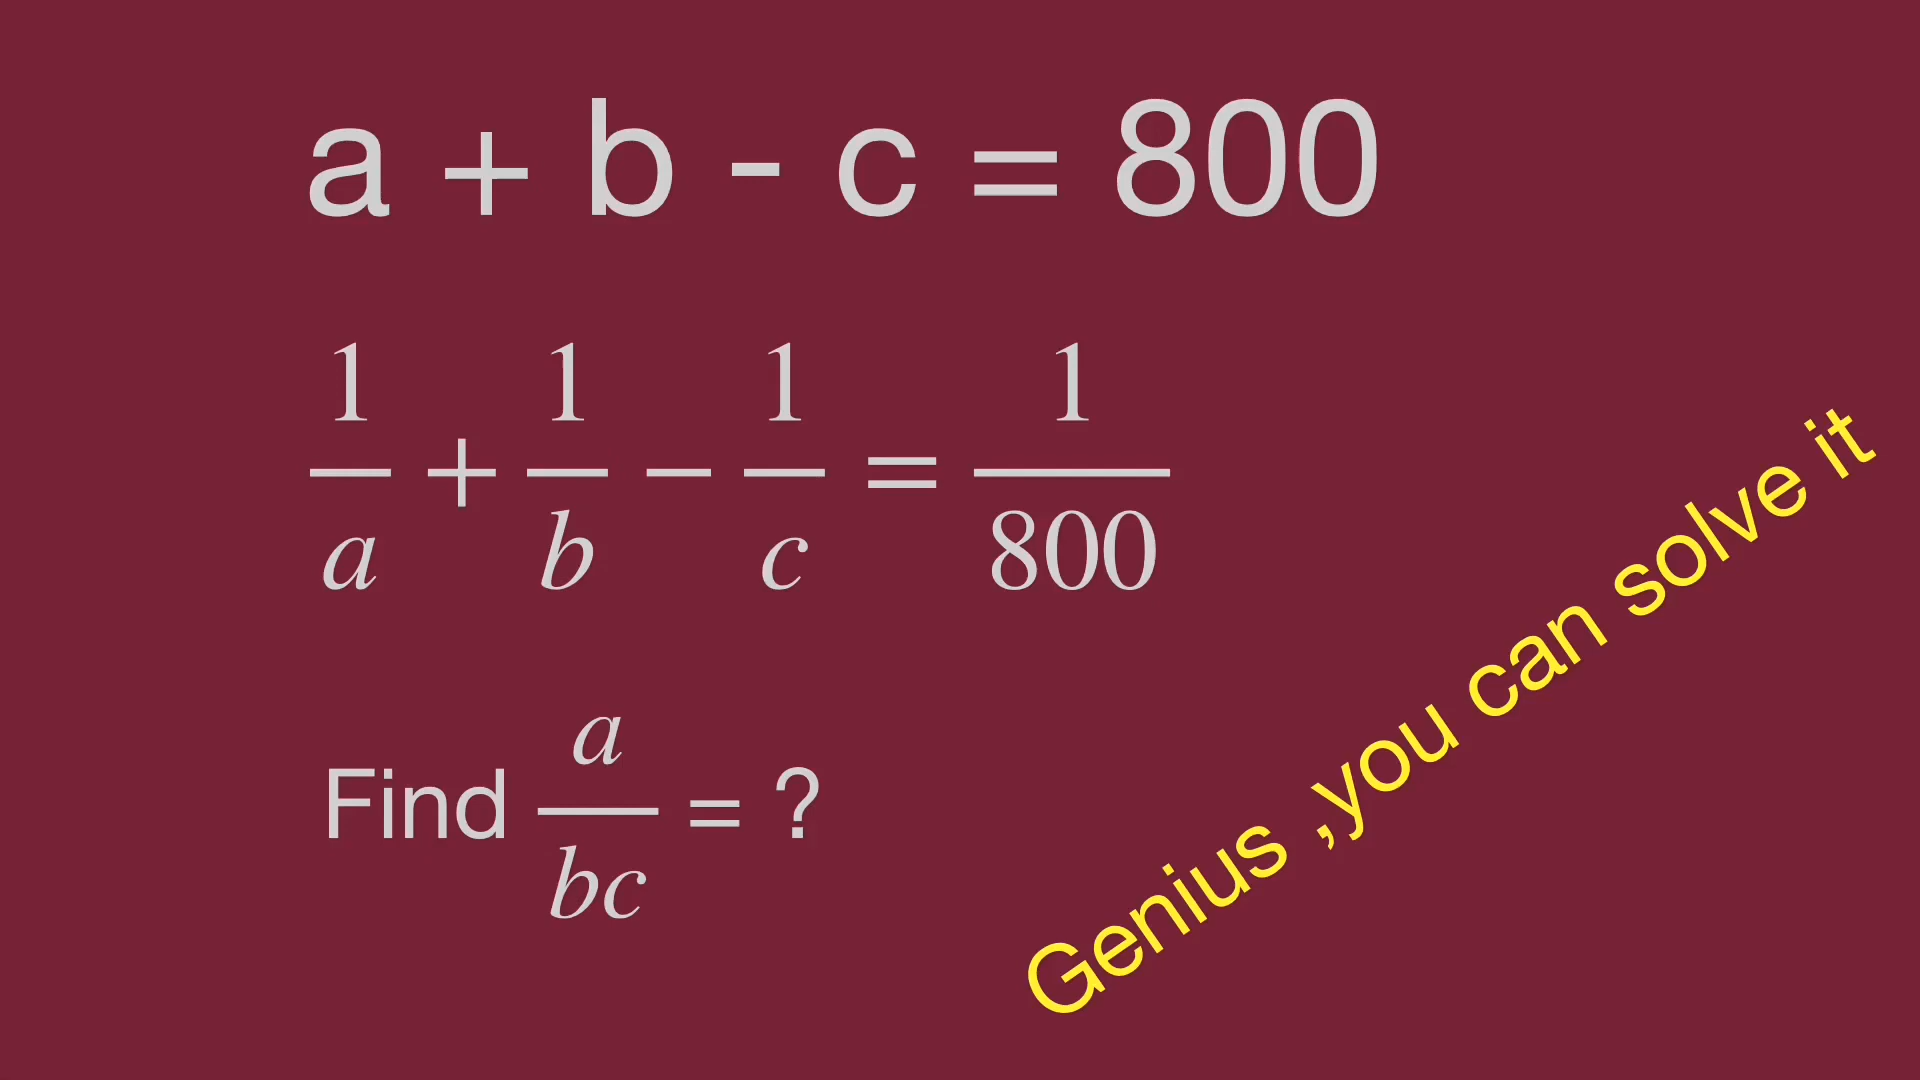 a + b - c = 800
1/a + 1/b − 1/c = 1/800
Find a/bc = ?
Genius ,you can solve it